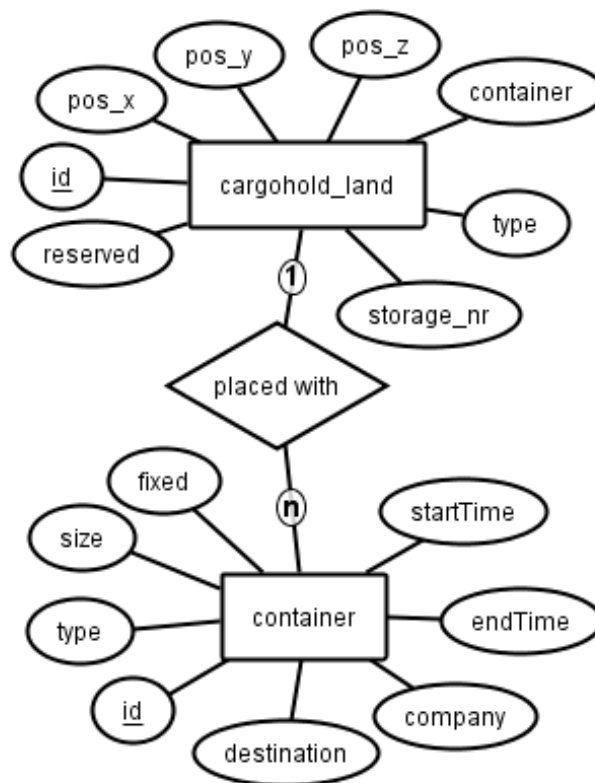 pos_y
pos_z
pos_x
container
id
cargohold_land
type
reserved
storage_nr
1
placed with
n
fixed
startTime
size
type
container
endTime
id
company
destination